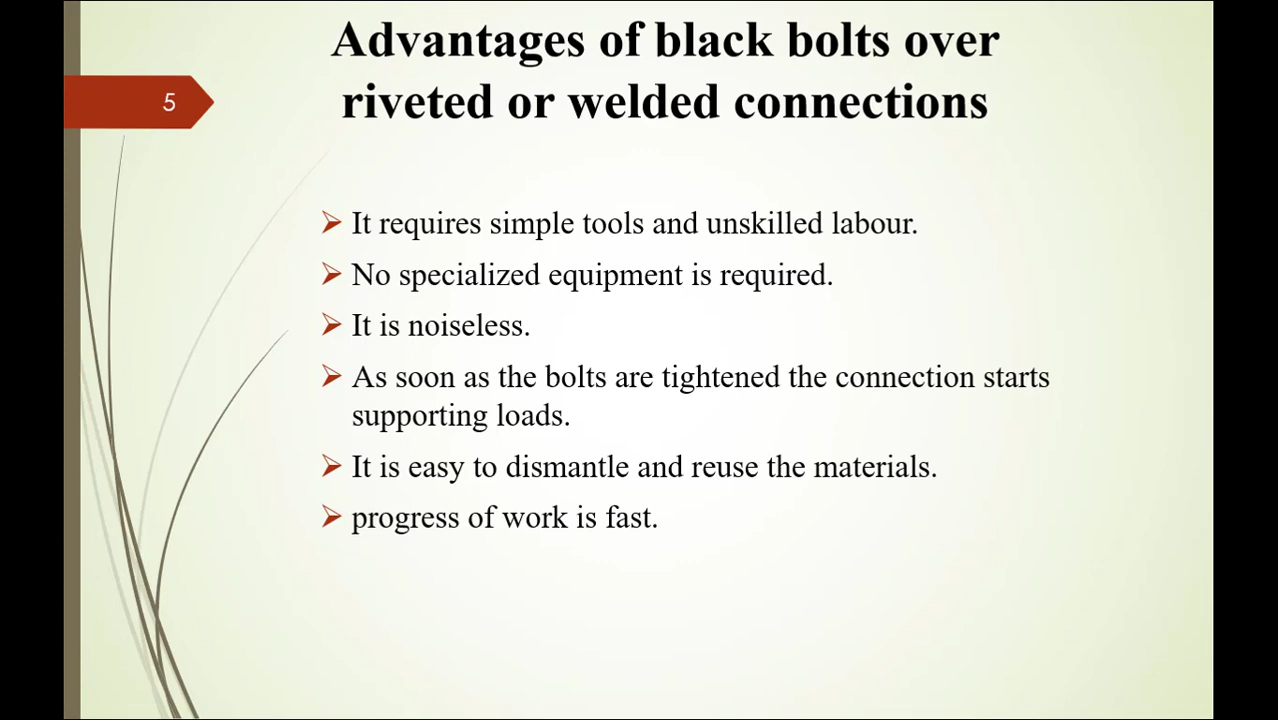 Advantages of black bolts over
riveted or welded connections
5
It requires simple tools and unskilled labour.
No specialized equipment is required.
It is noiseless.
As soon as the bolts are tightened the connection starts
supporting loads.
It is easy to dismantle and reuse the materials.
progress of work is fast.